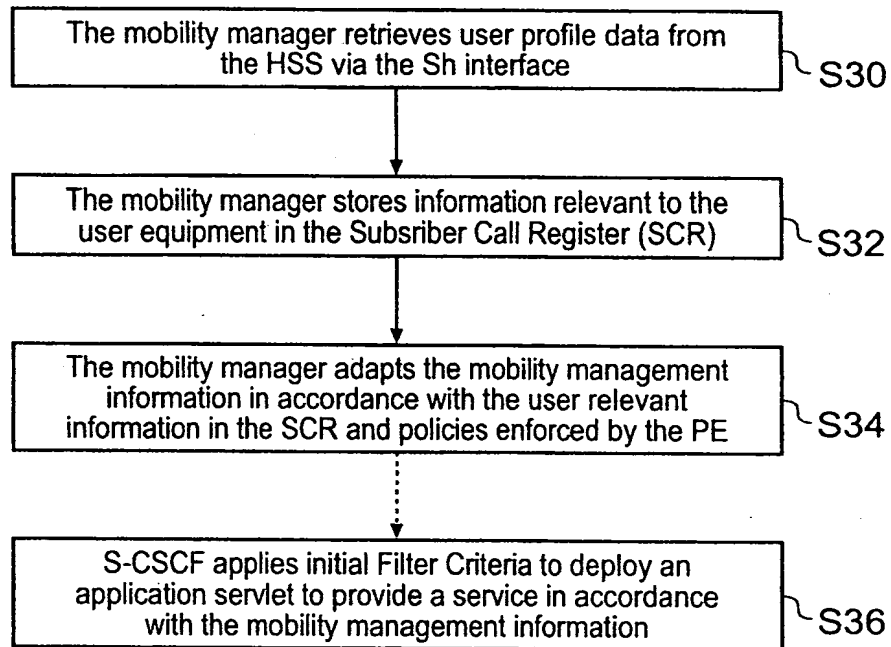 The mobility manager retrieves user profile data from
the HSS via the Sh interface
S30
The mobility manager stores information relevant to the
user equipment in the Subsriber Call Register (SCR)
S32
The mobility manager adapts the mobility management
information in accordance with the user relevant
information in the SCR and policies enforced by the PE
S34
S-CSCF applies initial Filter Criteria to deploy an
application servlet to provide a service in accordance
with the mobility management information
S36